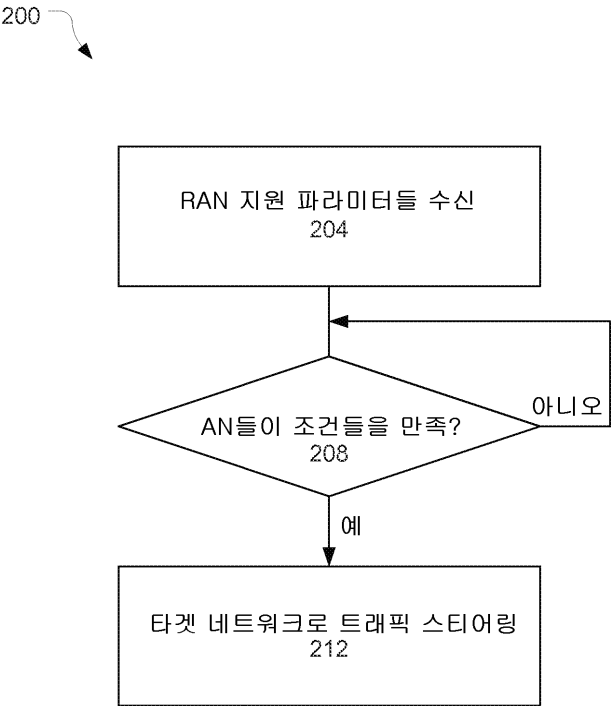 200
RAN 지원 파라미터들 수신
204
아니오
AN들이 조건들을 만족?
208
예
타겟 네트워크로 트래픽 스티어링
212